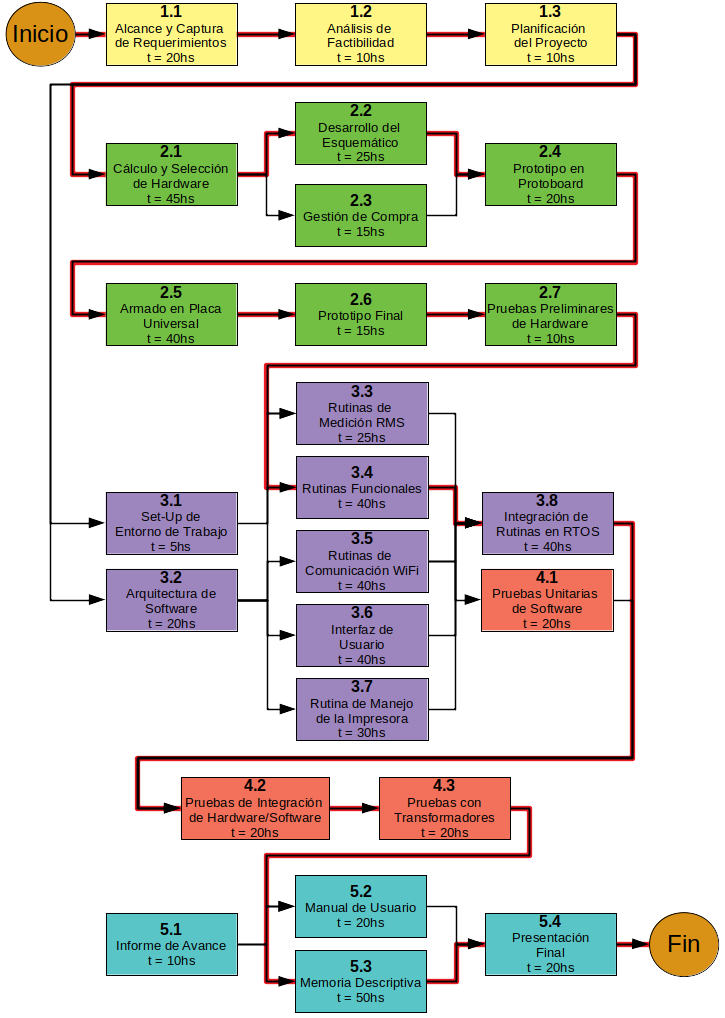 Inicio
1.1
Alcance y Captura
de Requerimientos
t = 20hs
1.2
Análisis de
Factibilidad
t = 10hs
1.3
Planificación
del Proyecto
t = 10hs
2.1
Cálculo y Selección
de Hardware
t = 45hs
2.2
Desarrollo del
Esquemático
t = 25hs
2.3
Gestión de Compra
t = 15hs
2.4
Prototipo en
Protoboard
t = 20hs
2.5
Armado en Placa
Universal
t = 40hs
2.6
Prototipo Final
t = 15hs
2.7
Pruebas Preliminares
de Hardware
t = 10hs
3.1
Set-Up de
Entorno de Trabajo
t = 5hs
3.2
Arquitectura de
Software
t = 20hs
3.3
Rutinas de
Medición RMS
t = 25hs
3.4
Rutinas Funcionales
t = 40hs
3.5
Rutinas de
Comunicación WiFi
t = 40hs
3.6
Interfaz de
Usuario
t = 40hs
3.7
Rutina de Manejo
de la Impresora
t = 30hs
3.8
Integración de
Rutinas en RTOS
t = 40hs
4.1
Pruebas Unitarias
de Software
t = 20hs
4.2
Pruebas de Integración
de Hardware/Software
t = 20hs
4.3
Pruebas con
Transformadores
t = 20hs
5.1
Informe de Avance
t = 10hs
5.2
Manual de Usuario
t = 20hs
5.3
Memoria Descriptiva
t = 50hs
5.4
Presentación
Final
t = 20hs
Fin